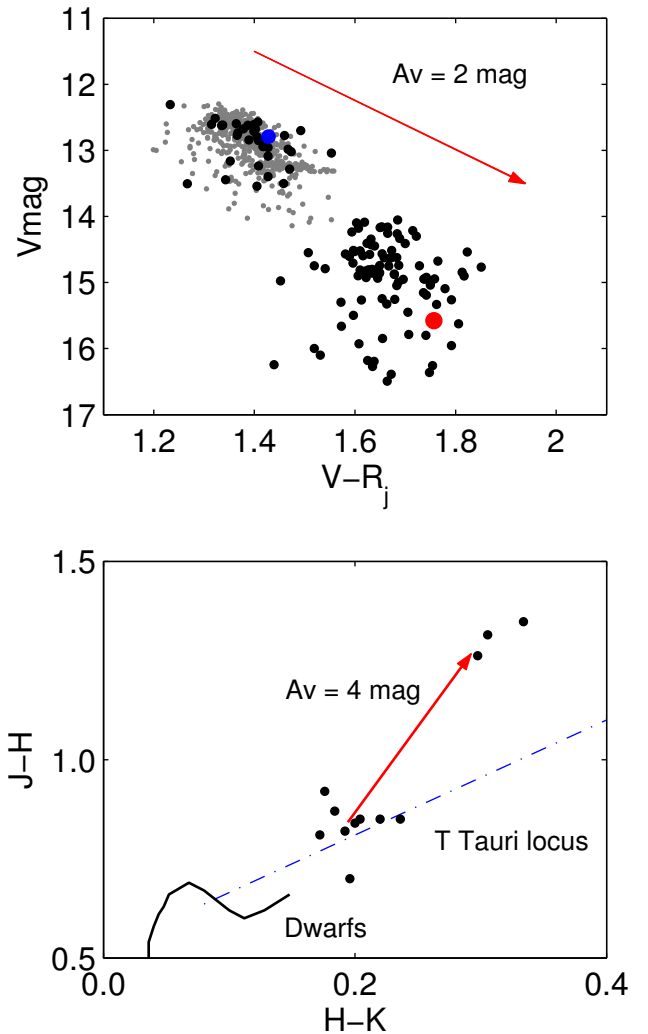 11
12
Av = 2 mag
13
Vmag
14
15
16
17
1.2 1.4 1.6 1.8 2
V−Rj
1.5
Av = 4 mag
J−H
1.0
T Tauri locus
Dwarfs
0.5
0.0 0.2 0.4
H−K